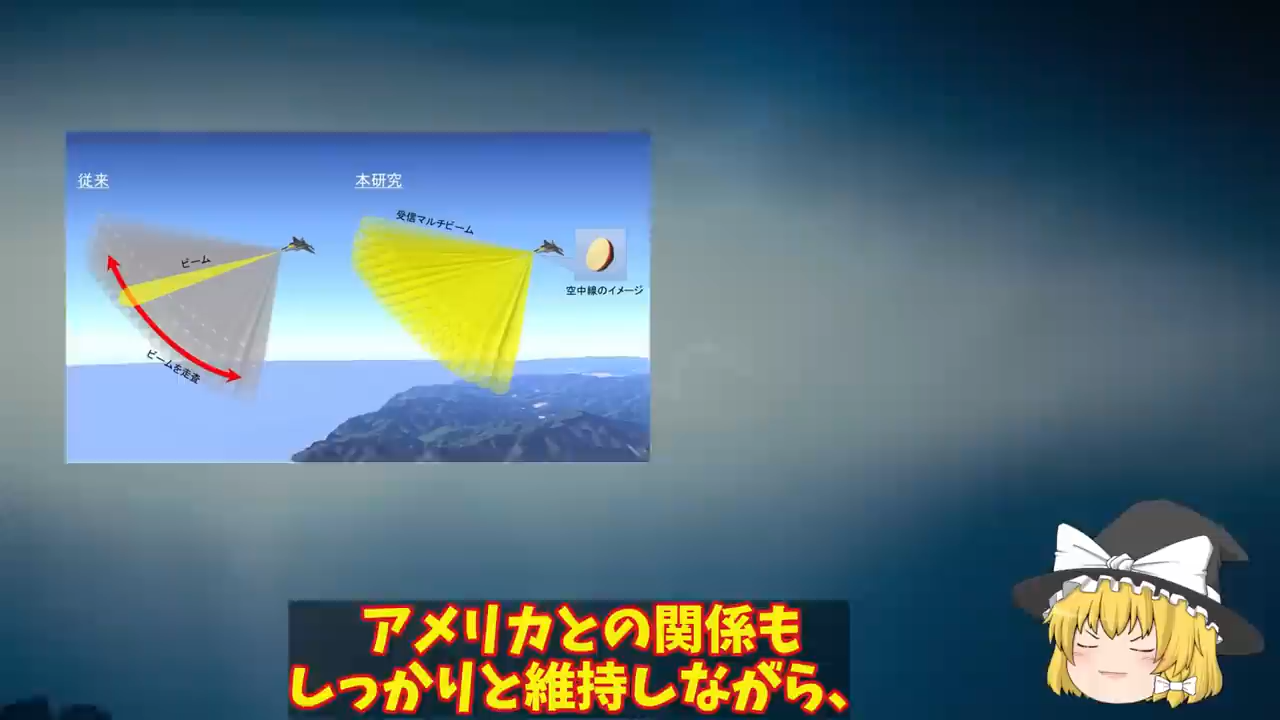 従来
本研究
受信マルチビーム
ビーム
空中線のイメージ
ビームを走査
アメリカとの関係も
しっかりと維持しながら、